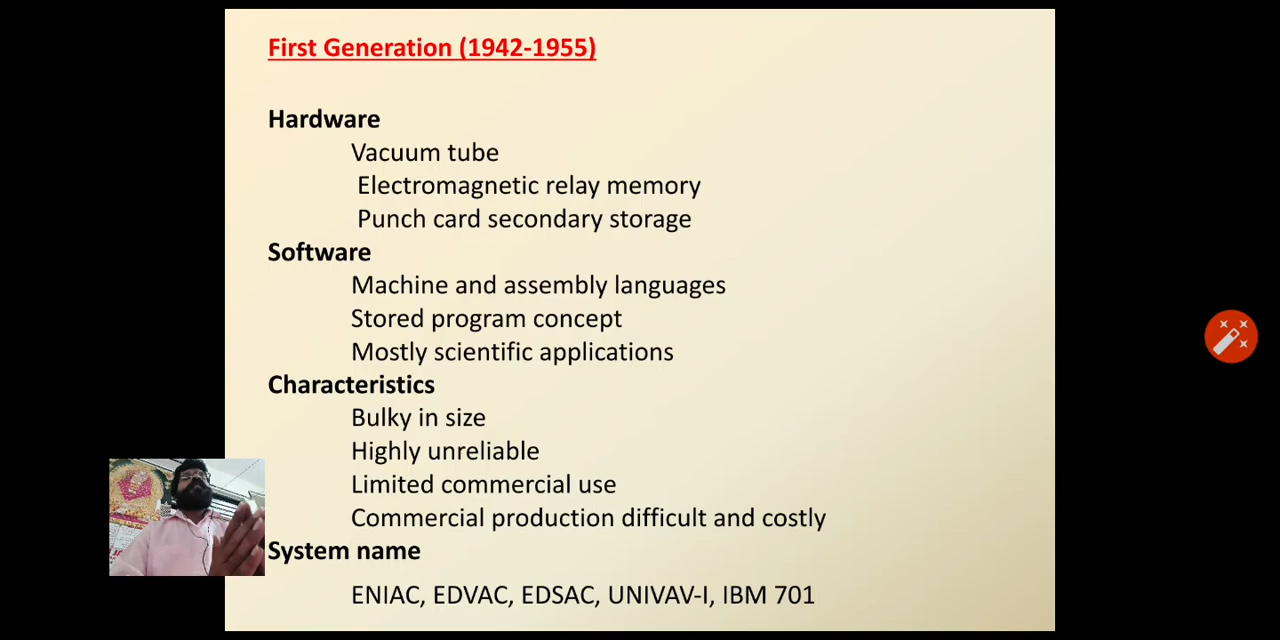 First Generation (1942-1955)
Hardware
Vacuum tube
Electromagnetic relay memory
Punch card secondary storage
Software
Machine and assembly languages
Stored program concept
Mostly scientific applications
Characteristics
Bulky in size
Highly unreliable
Limited commercial use
Commercial production difficult and costly
System name
ENIAC, EDVAC, EDSAC, UNIVAV-I, IBM 701